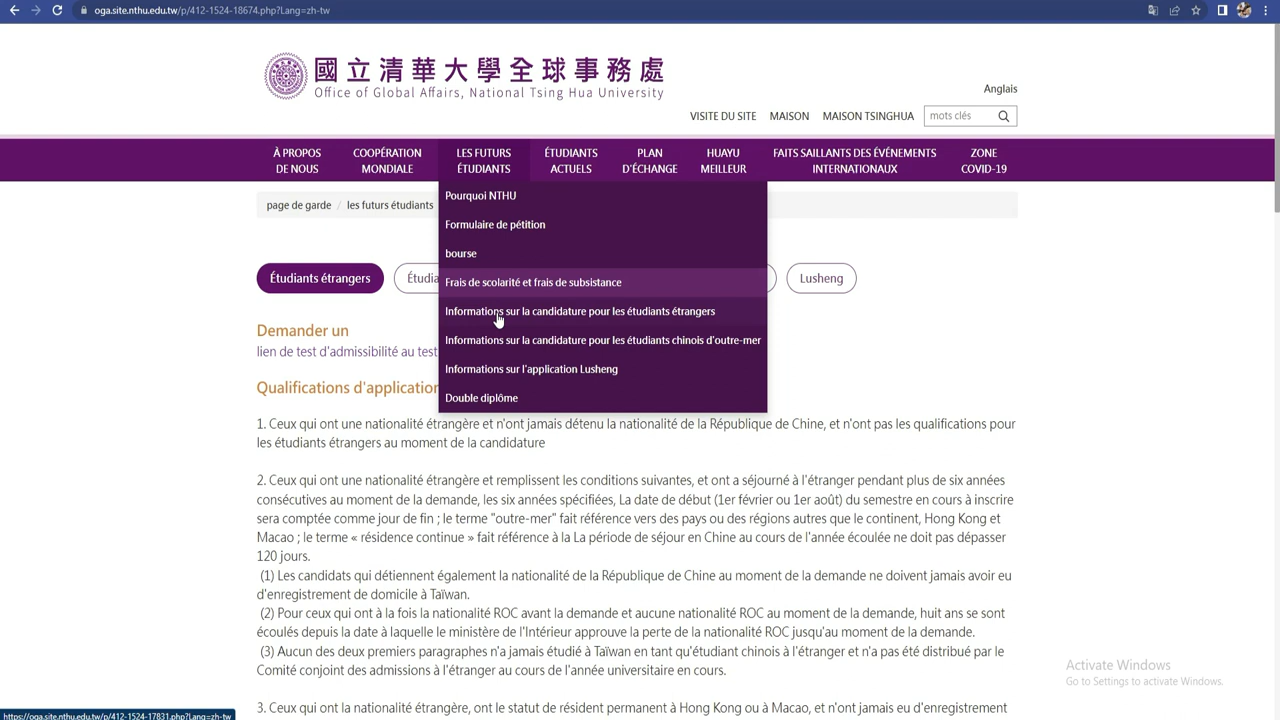 oga.site.nthu.edu.tw/p/412-1524-18674.php?Lang=zh-tw
國立清華大學全球事務處
Office of Global Affairs, National Tsing Hua University
Anglais
VISITE DU SITE MAISON MAISON TSINGHUA mots clés
À PROPOS DE NOUS
COOPÉRATION MONDIALE
LES FUTURS ÉTUDIANTS
ÉTUDIANTS ACTUELS
PLAN D'ÉCHANGE
HUAYU MEILLEUR
FAITS SAILLANTS DES ÉVÉNEMENTS INTERNATIONAUX
ZONE COVID-19
page de garde / les futurs étudiants
Pourquoi NTHU
Formulaire de pétition
bourse
Frais de scolarité et frais de subsistance
Informations sur la candidature pour les étudiants étrangers
Informations sur la candidature pour les étudiants chinois d'outre-mer
Informations sur l'application Lusheng
Double diplôme
Étudiants étrangers
Lusheng
Demander un
lien de test d'admissibilité au test
Qualifications d'application
1. Ceux qui ont une nationalité étrangère et n'ont jamais détenu la nationalité de la République de Chine, et n'ont pas les qualifications pour
les étudiants étrangers au moment de la candidature
2. Ceux qui ont une nationalité étrangère et remplissent les conditions suivantes, et ont a séjourné à l'étranger pendant plus de six années
consécutives au moment de la demande, les six années spécifiées, La date de début (1er février ou 1er août) du semestre en cours à inscrire
sera comptée comme jour de fin ; le terme "outre-mer" fait référence vers des pays ou des régions autres que le continent, Hong Kong et
Macao ; le terme « résidence continue » fait référence à la La période de séjour en Chine au cours de l'année écoulée ne doit pas dépasser
120 jours.
(1) Les candidats qui détiennent également la nationalité de la République de Chine au moment de la demande ne doivent jamais avoir eu
d'enregistrement de domicile à Taïwan.
(2) Pour ceux qui ont à la fois la nationalité ROC avant la demande et aucune nationalité ROC au moment de la demande, huit ans se sont
écoulés depuis la date à laquelle le ministère de l'Intérieur approuve la perte de la nationalité ROC jusqu'au moment de la demande.
(3) Aucun des deux premiers paragraphes n'a jamais étudié à Taïwan en tant qu'étudiant chinois à l'étranger et n'a pas été distribué par le
Comité conjoint des admissions à l'étranger au cours de l'année universitaire en cours.
3. Ceux qui ont la nationalité étrangère, ont le statut de résident permanent à Hong Kong ou à Macao, et n'ont jamais eu d'enregistrement
Activate Windows
Go to Settings to activate Windows.
https://oga.site.nthu.edu.tw/p/412-1524-17831.php?Lang=zh-tw